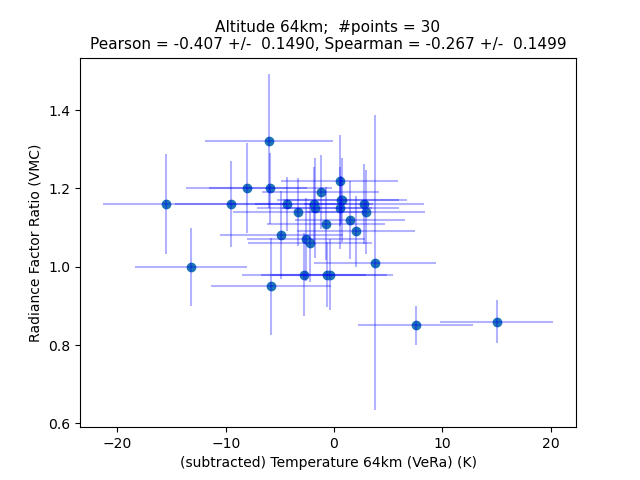 Altitude 64km;  #points = 30
Pearson = -0.407 +/-  0.1490, Spearman = -0.267 +/-  0.1499
1.4
1.2
1.0
0.8
0.6
Radiance Factor Ratio (VMC)
−20
−10
0
10
20
(subtracted) Temperature 64km (VeRa) (K)